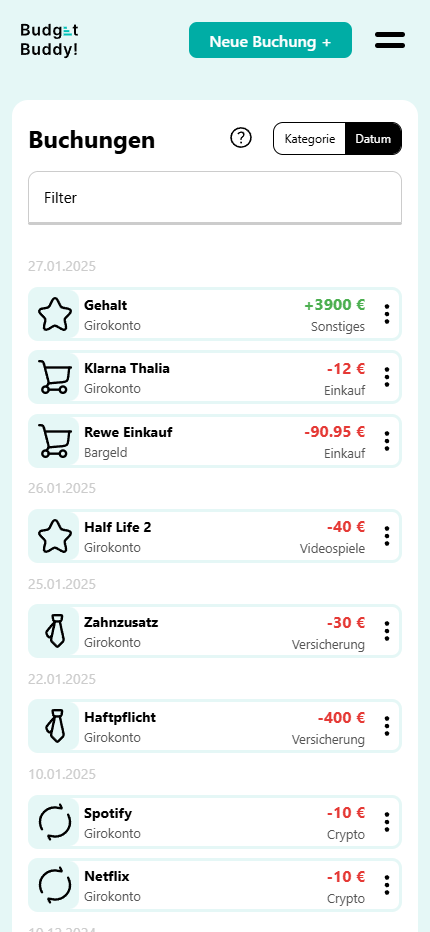 Budget
Buddy!
Neue Buchung +
Buchungen
?
Kategorie
Datum
Filter
27.01.2025
Gehalt
+3900 €
Girokonto
Sonstiges
Klarna Thalia
-12 €
Girokonto
Einkauf
Rewe Einkauf
-90.95 €
Bargeld
Einkauf
26.01.2025
Half Life 2
-40 €
Girokonto
Videospiele
25.01.2025
Zahnzusatz
-30 €
Girokonto
Versicherung
22.01.2025
Haftpflicht
-400 €
Girokonto
Versicherung
10.01.2025
Spotify
-10 €
Girokonto
Crypto
Netflix
-10 €
Girokonto
Crypto